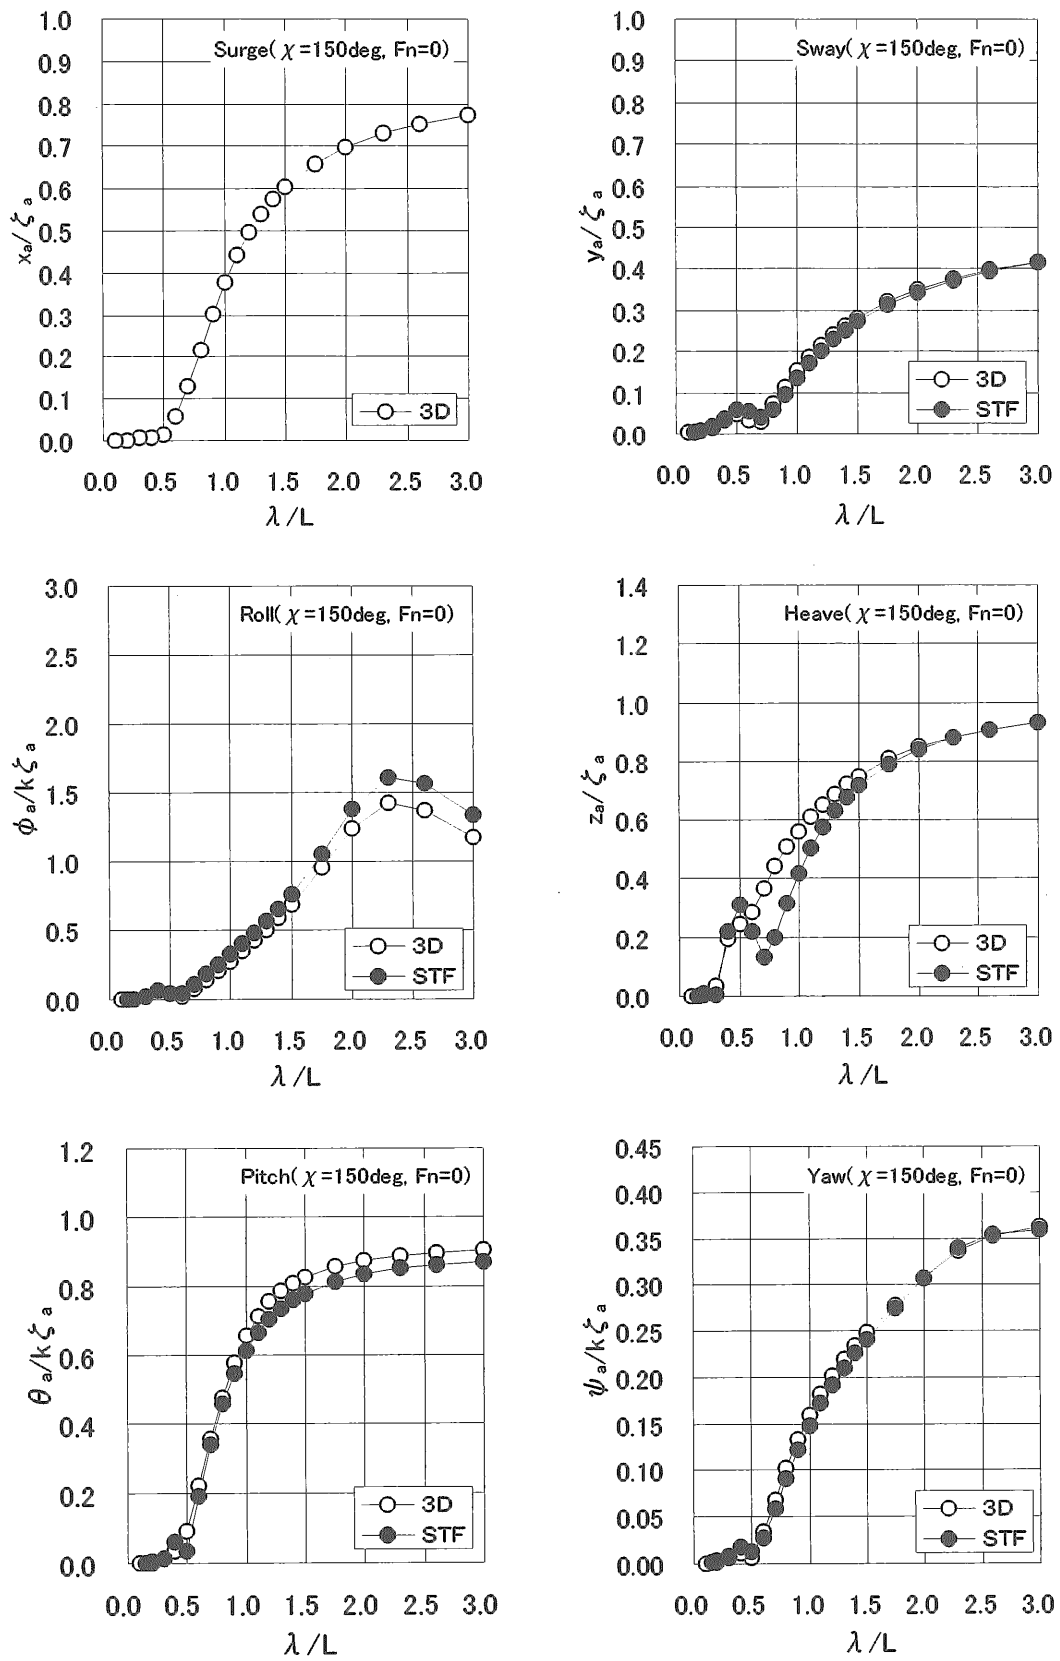 Surge(χ=150deg, Fn=0)
1.0
0.9
0.8
0.7
0.6
0.5
0.4
0.3
0.2
0.1
0.0
xa/ζa
3D
0.0 0.5 1.0 1.5 2.0 2.5 3.0
λ/L
Sway(χ=150deg, Fn=0)
1.0
0.9
0.8
0.7
0.6
0.5
0.4
0.3
0.2
0.1
0.0
ya/ζa
3D
STF
0.0 0.5 1.0 1.5 2.0 2.5 3.0
λ/L
Roll(χ=150deg, Fn=0)
3.0
2.5
2.0
1.5
1.0
0.5
0.0
φa/kζa
3D
STF
0.0 0.5 1.0 1.5 2.0 2.5 3.0
λ/L
Heave(χ=150deg, Fn=0)
1.4
1.2
1.0
0.8
0.6
0.4
0.2
0.0
za/ζa
3D
STF
0.0 0.5 1.0 1.5 2.0 2.5 3.0
λ/L
Pitch(χ=150deg, Fn=0)
1.2
1.0
0.8
0.6
0.4
0.2
0.0
θa/kζa
3D
STF
0.0 0.5 1.0 1.5 2.0 2.5 3.0
λ/L
Yaw(χ=150deg, Fn=0)
0.45
0.40
0.35
0.30
0.25
0.20
0.15
0.10
0.05
0.00
ψa/kζa
3D
STF
0.0 0.5 1.0 1.5 2.0 2.5 3.0
λ/L